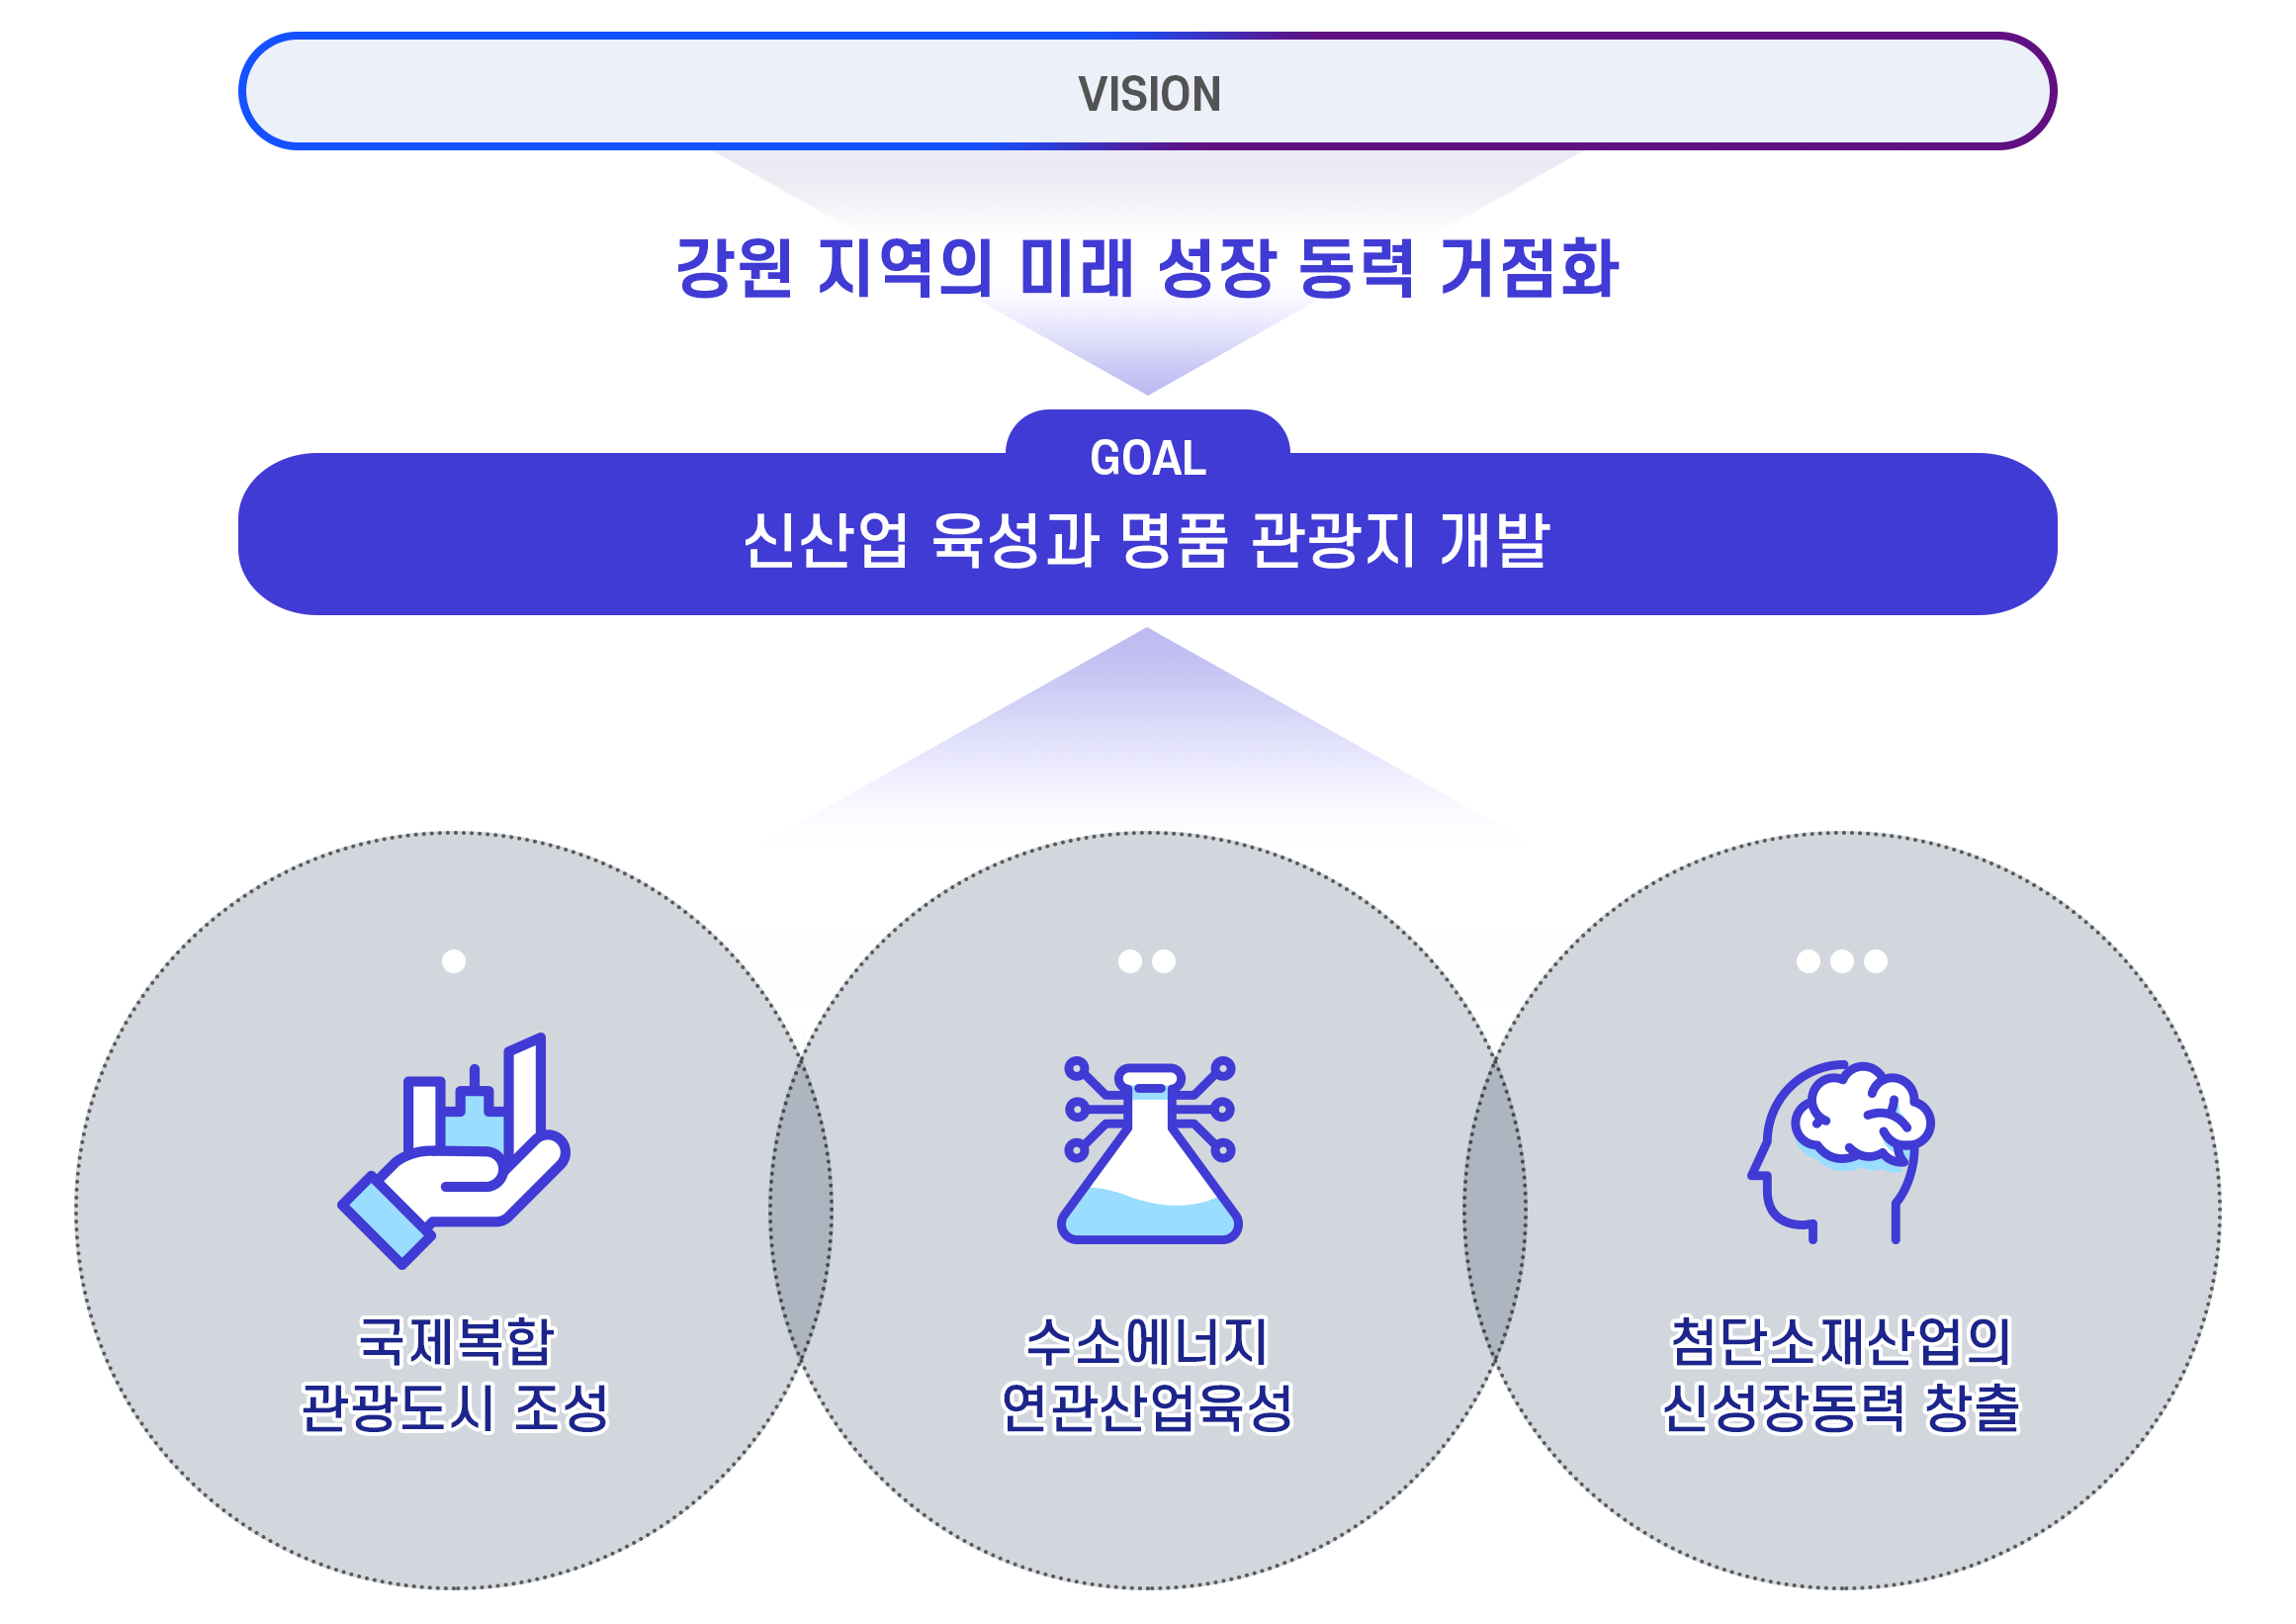 VISION
강원 지역의 미래 성장 동력 거점화
GOAL
신산업 육성과 명품 관광지 개발
국제복합
관광도시 조성
수소에너지
연관산업육성
첨단소재산업의
신성장동력 창출